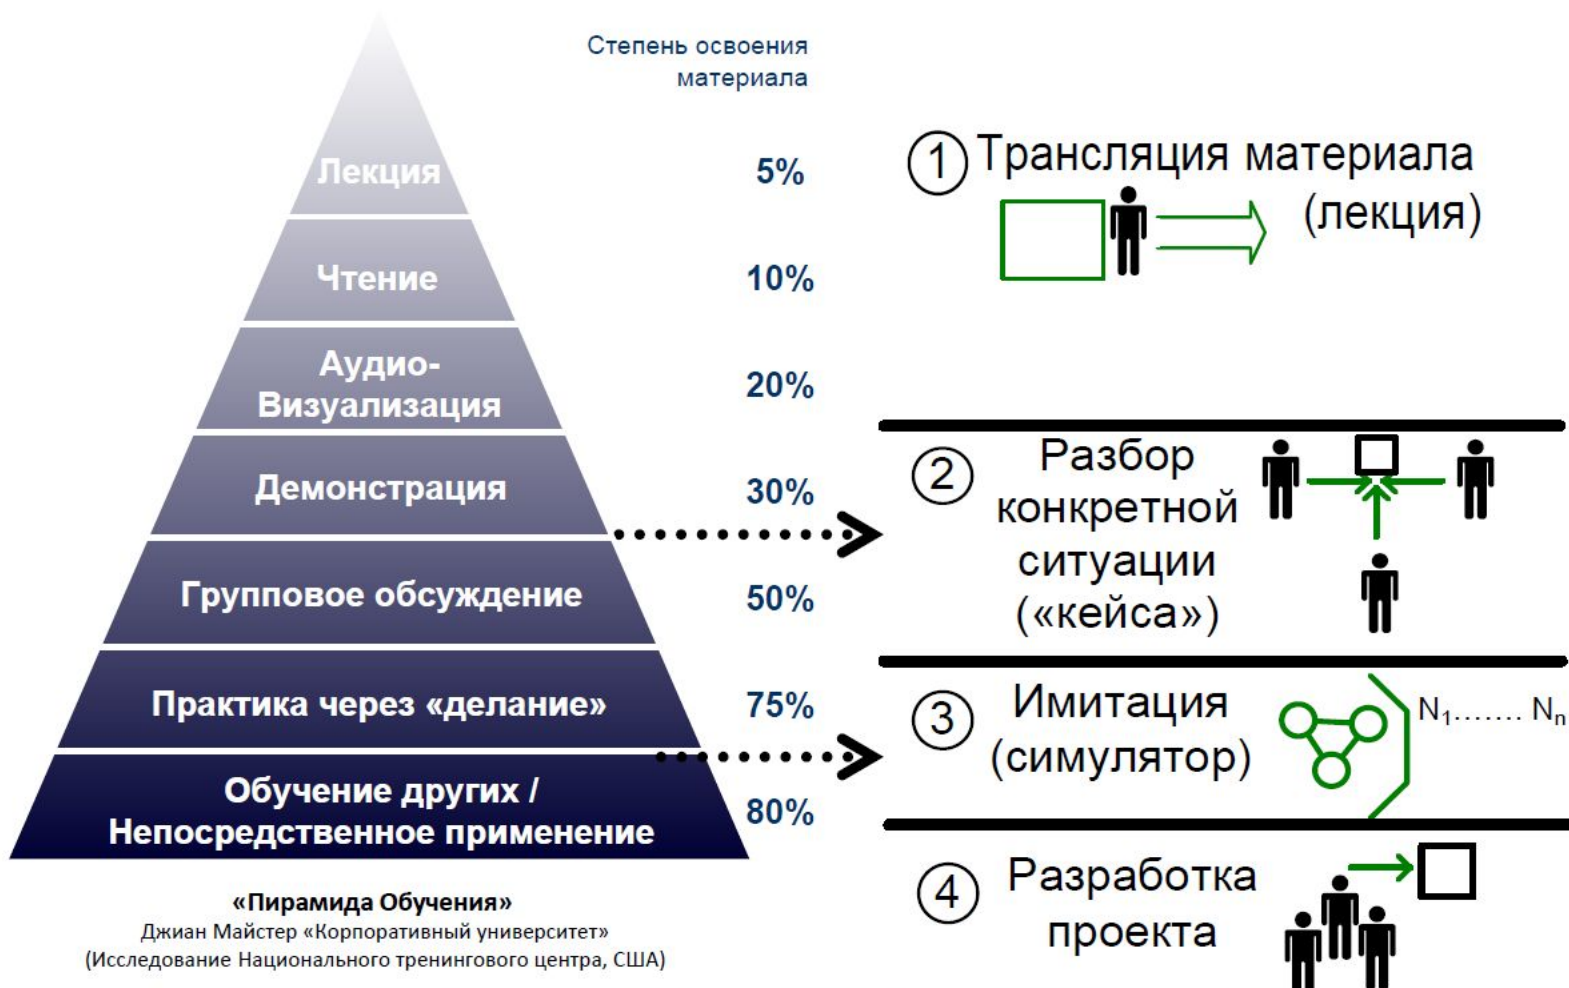 Степень освоения
материала
Лекция
5%
Чтение
10%
Аудио-
Визуализация
20%
Демонстрация
30%
Групповое обсуждение
50%
Практика через «делание»
75%
Обучение других /
Непосредственное применение
80%
«Пирамида Обучения»
Джиан Майстер «Корпоративный университет»
(Исследование Национального тренингового центра, США)
1 Трансляция материала
(лекция)
2 Разбор
конкретной
ситуации
(«кейса»)
3 Имитация
(симулятор)
N1....... Nn
4 Разработка
проекта